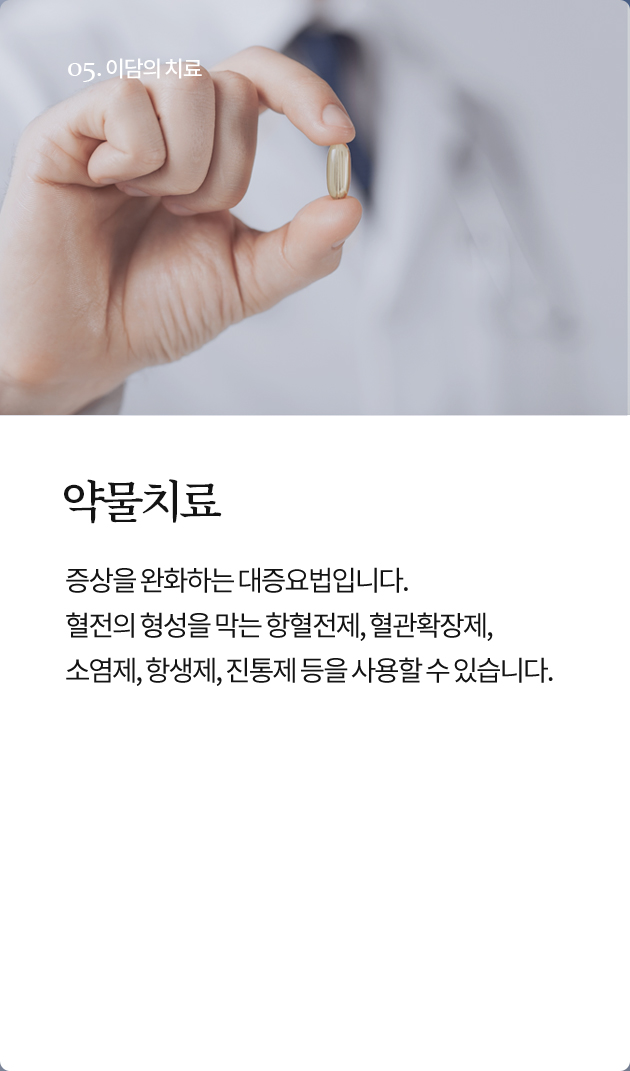 05. 이담의 치료
약물치료
증상을 완화하는 대증요법입니다.
혈전의 형성을 막는 항혈전제, 혈관확장제,
소염제, 항생제, 진통제 등을 사용할 수 있습니다.